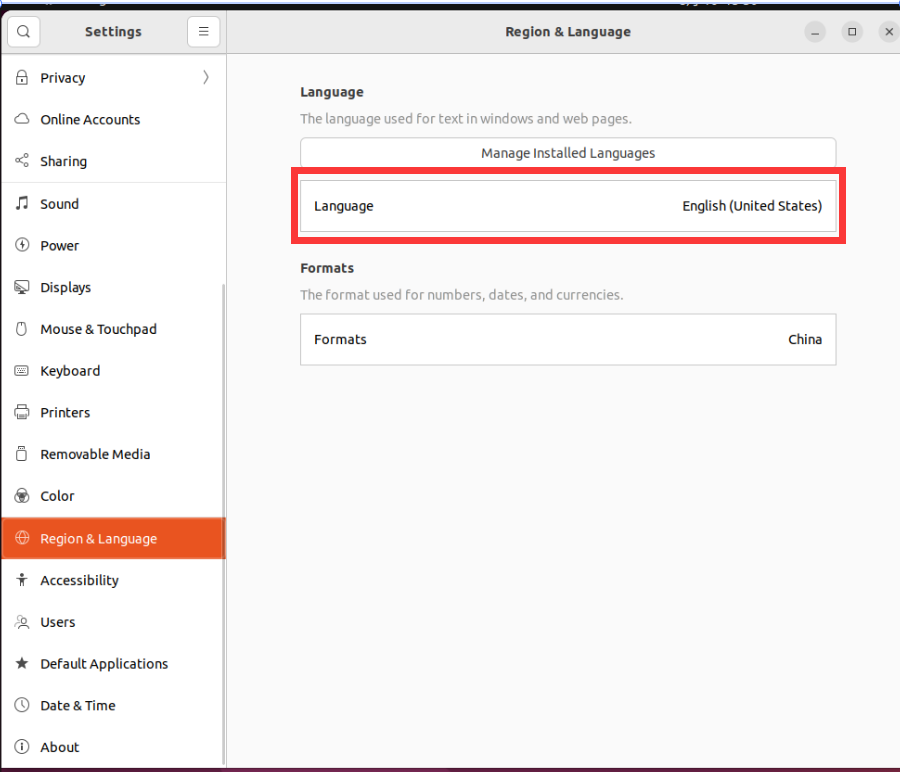 Settings
Region & Language
Privacy
Online Accounts
Sharing
Sound
Power
Displays
Mouse & Touchpad
Keyboard
Printers
Removable Media
Color
Region & Language
Accessibility
Users
Default Applications
Date & Time
About
Language
The language used for text in windows and web pages.
Manage Installed Languages
Language English (United States)
Formats
The format used for numbers, dates, and currencies.
Formats China